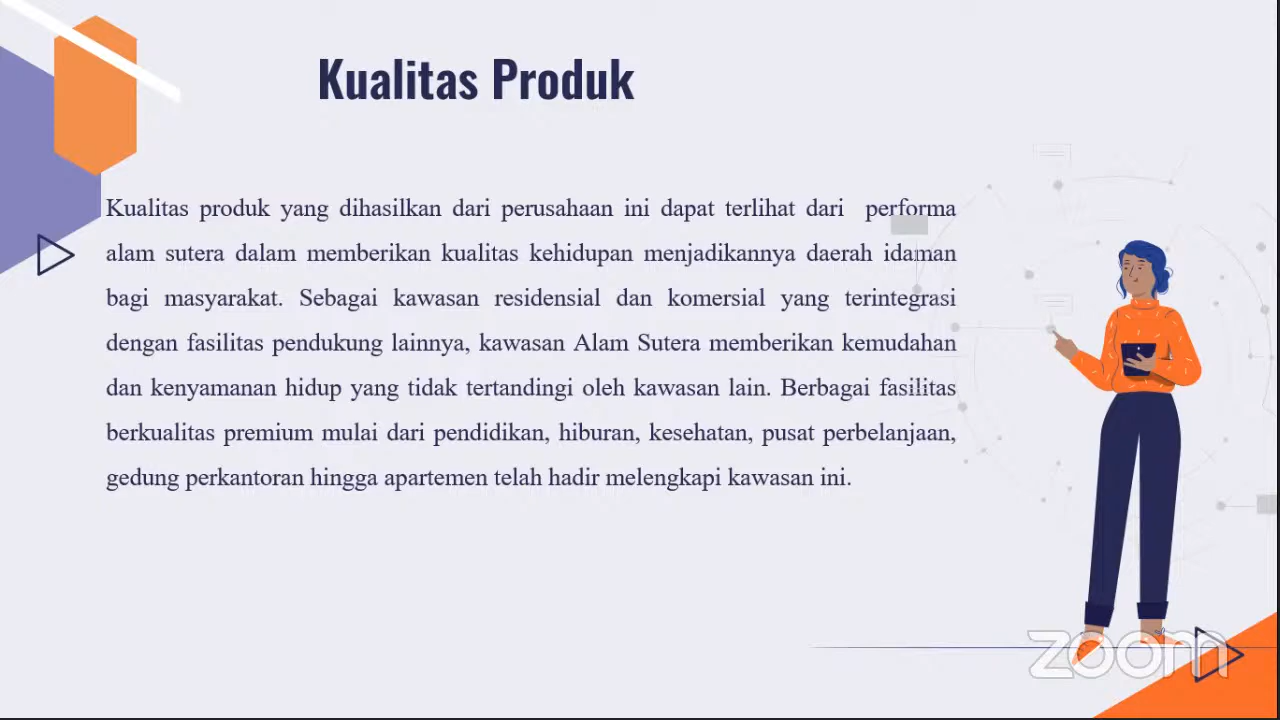 Kualitas Produk
Kualitas produk yang dihasilkan dari perusahaan ini dapat terlihat dari performa
alam sutera dalam memberikan kualitas kehidupan menjadikannya daerah idaman
bagi masyarakat. Sebagai kawasan residensial dan komersial yang terintegrasi
dengan fasilitas pendukung lainnya, kawasan Alam Sutera memberikan kemudahan
dan kenyamanan hidup yang tidak tertandingi oleh kawasan lain. Berbagai fasilitas
berkualitas premium mulai dari pendidikan, hiburan, kesehatan, pusat perbelanjaan,
gedung perkantoran hingga apartemen telah hadir melengkapi kawasan ini.
zoom